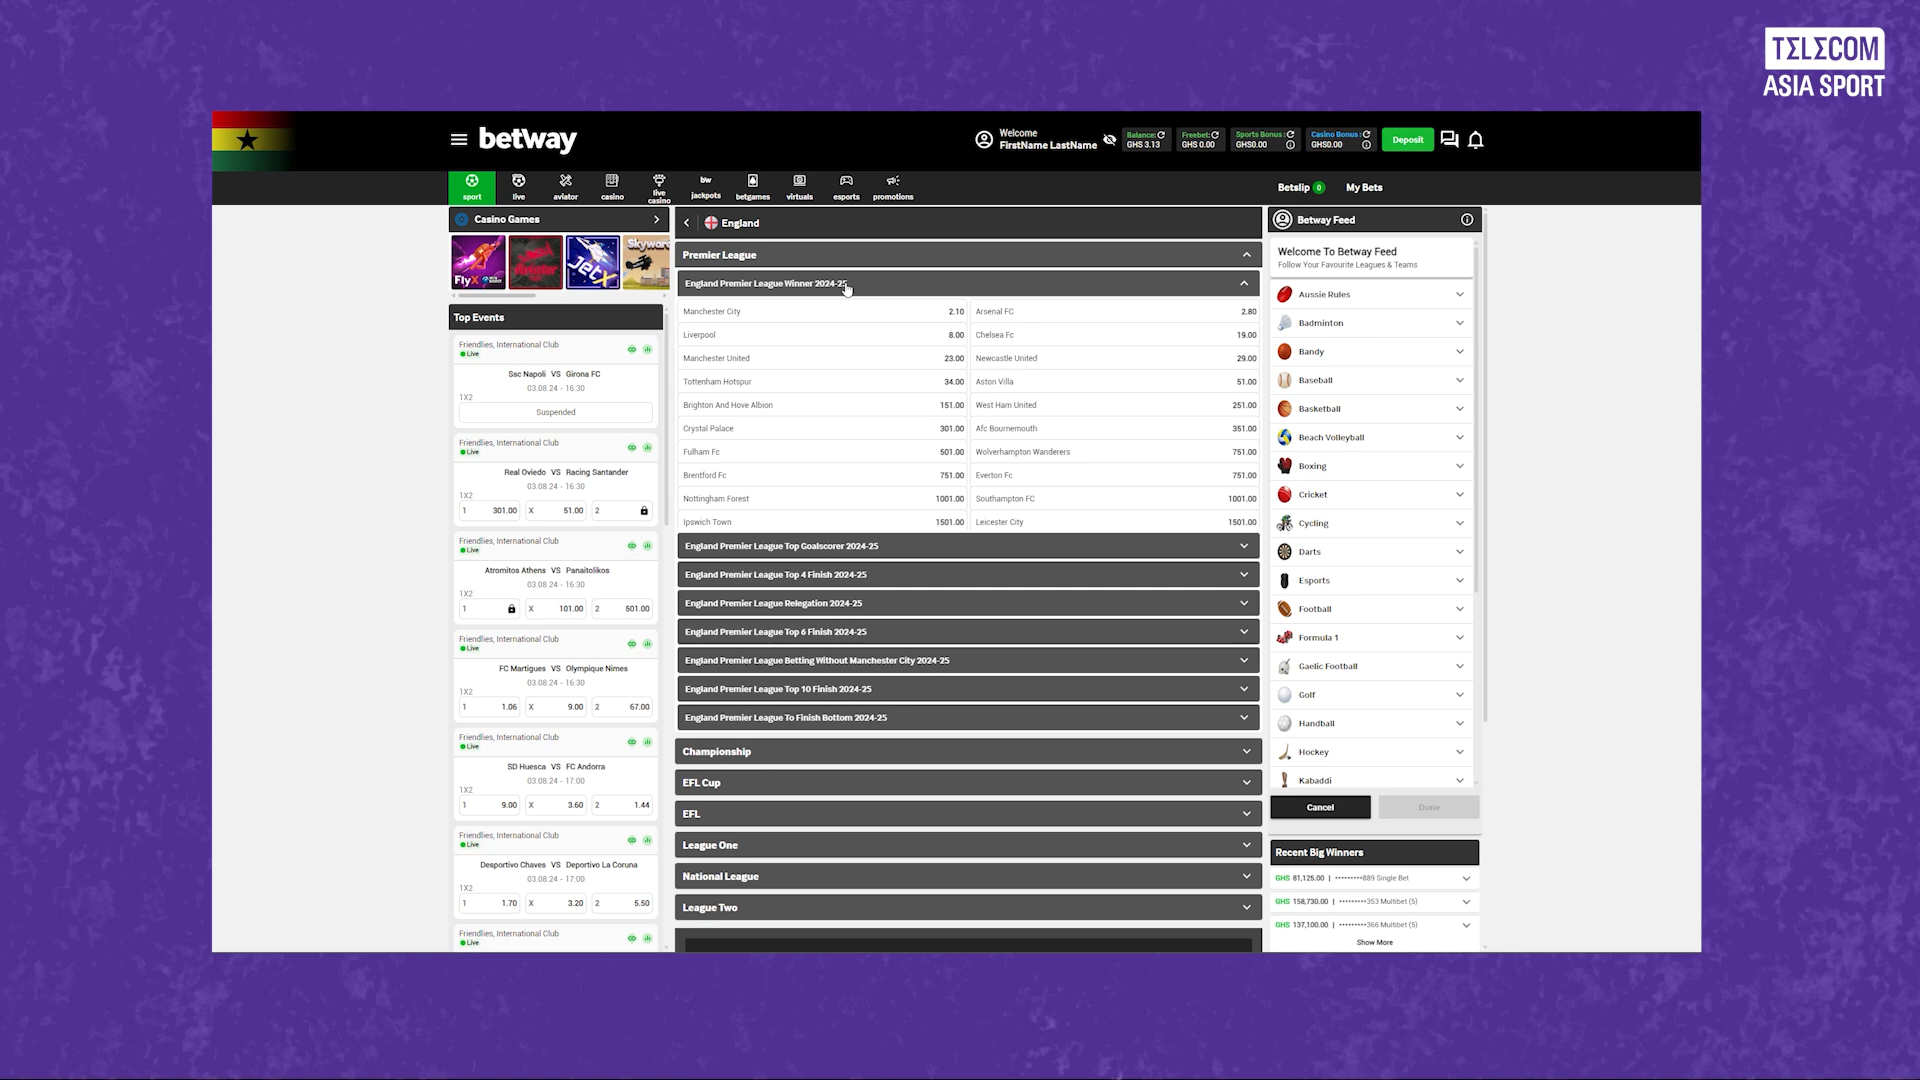 TΣLΣCOM
ASIA SPORT
betway
Welcome
FirstName LastName
Balance:
GHS 3.13
Freebet:
GHS 0.00
Sports Bonus :
GHS0.00
Casino Bonus :
GHS0.00
Deposit
sport
live
aviator
casino
live casino
bw
jackpots
betgames
virtuals
esports
promotions
Betslip 0
My Bets
Casino Games
FlyX
Aviator
JetX
Skyward
Top Events
Friendlies, International Club
Live
Ssc Napoli VS Girona FC
03.08.24 - 16:30
1X2
Suspended
Friendlies, International Club
Live
Real Oviedo VS Racing Santander
03.08.24 - 16:30
1X2
1 301.00 X 51.00 2
Friendlies, International Club
Live
Atromitos Athens VS Panaitolikos
03.08.24 - 16:30
1X2
1 X 101.00 2 501.00
Friendlies, International Club
Live
FC Martigues VS Olympique Nimes
03.08.24 - 16:30
1X2
1 1.06 X 9.00 2 67.00
Friendlies, International Club
Live
SD Huesca VS FC Andorra
03.08.24 - 17:00
1X2
1 9.00 X 3.60 2 1.44
Friendlies, International Club
Live
Desportivo Chaves VS Deportivo La Coruna
03.08.24 - 17:00
1X2
1 1.70 X 3.20 2 5.50
Friendlies, International Club
Live
England
Premier League
England Premier League Winner 2024-25
Manchester City 2.10 Arsenal FC 2.80
Liverpool 8.00 Chelsea Fc 19.00
Manchester United 23.00 Newcastle United 29.00
Tottenham Hotspur 34.00 Aston Villa 51.00
Brighton And Hove Albion 151.00 West Ham United 251.00
Crystal Palace 301.00 Afc Bournemouth 351.00
Fulham Fc 501.00 Wolverhampton Wanderers 751.00
Brentford Fc 751.00 Everton Fc 751.00
Nottingham Forest 1001.00 Southampton FC 1001.00
Ipswich Town 1501.00 Leicester City 1501.00
England Premier League Top Goalscorer 2024-25
England Premier League Top 4 Finish 2024-25
England Premier League Relegation 2024-25
England Premier League Top 6 Finish 2024-25
England Premier League Betting Without Manchester City 2024-25
England Premier League Top 10 Finish 2024-25
England Premier League To Finish Bottom 2024-25
Championship
EFL Cup
EFL
League One
National League
League Two
Betway Feed
Welcome To Betway Feed
Follow Your Favourite Leagues & Teams
Aussie Rules
Badminton
Bandy
Baseball
Basketball
Beach Volleyball
Boxing
Cricket
Cycling
Darts
Esports
Football
Formula 1
Gaelic Football
Golf
Handball
Hockey
Kabaddi
Cancel
Done
Recent Big Winners
GHS 81,125.00 | •••••••••889 Single Bet
GHS 158,730.00 | •••••••••353 Multibet (5)
GHS 137,100.00 | •••••••••366 Multibet (5)
Show More